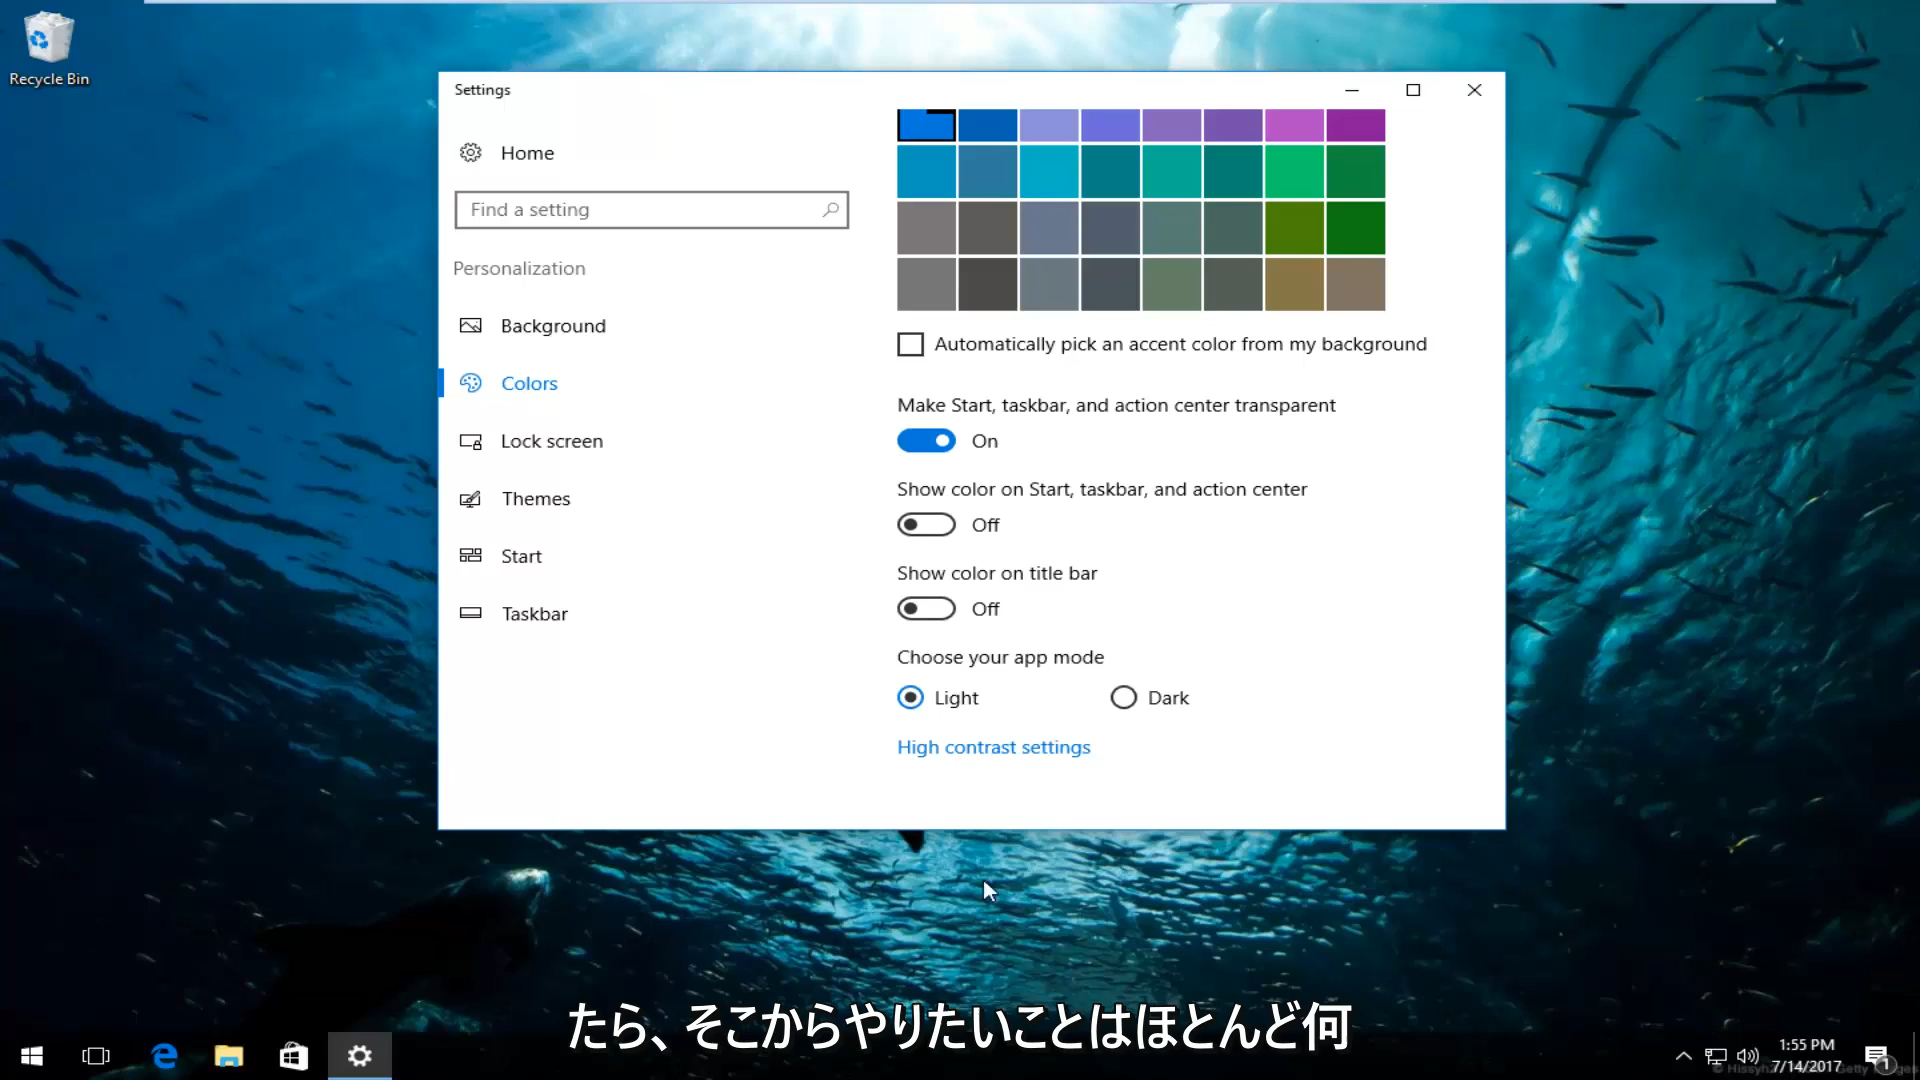 Recycle Bin
Settings
Home
Find a setting
Personalization
Background
Colors
Lock screen
Themes
Start
Taskbar
Automatically pick an accent color from my background
Make Start, taskbar, and action center transparent
On
Show color on Start, taskbar, and action center
Off
Show color on title bar
Off
Choose your app mode
Light
Dark
High contrast settings
たら、そこからやりたいことはほとんど何
1:55 PM
7/14/2017
1